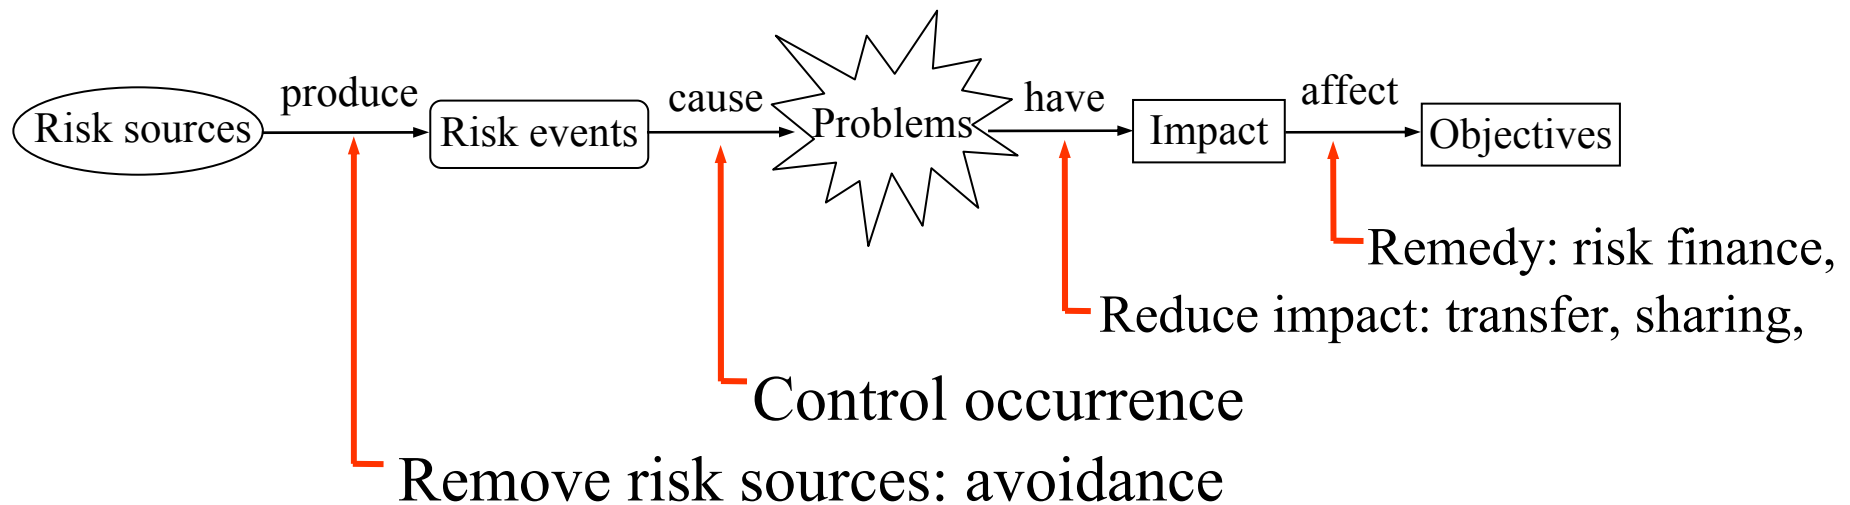 produce
cause
have
affect
Risk sources
Risk events
Problems
Impact
Objectives
Remedy: risk finance,
Reduce impact: transfer, sharing,
Control occurrence
Remove risk sources: avoidance